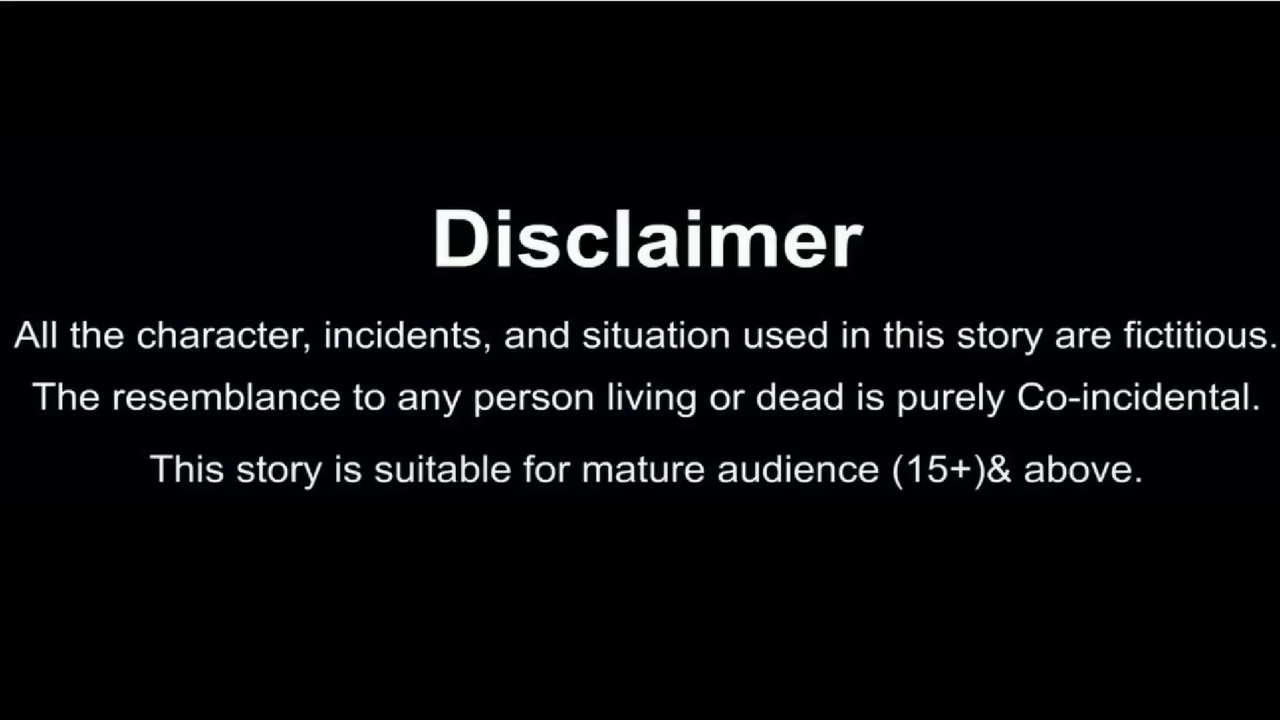 Disclaimer
All the character, incidents, and situation used in this story are fictitious.
The resemblance to any person living or dead is purely Co-incidental.
This story is suitable for mature audience (15+)& above.